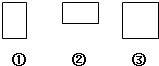 ① ② ③